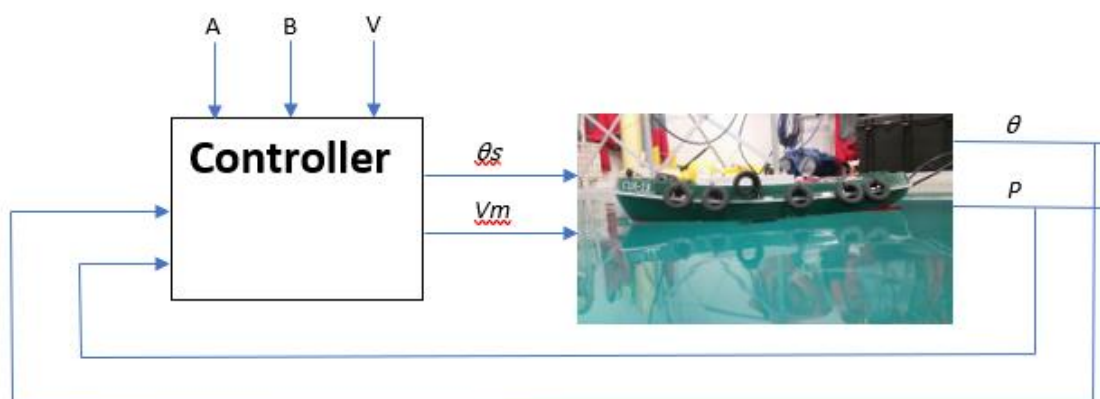 A B V
Controller
θs
Vm
θ
P